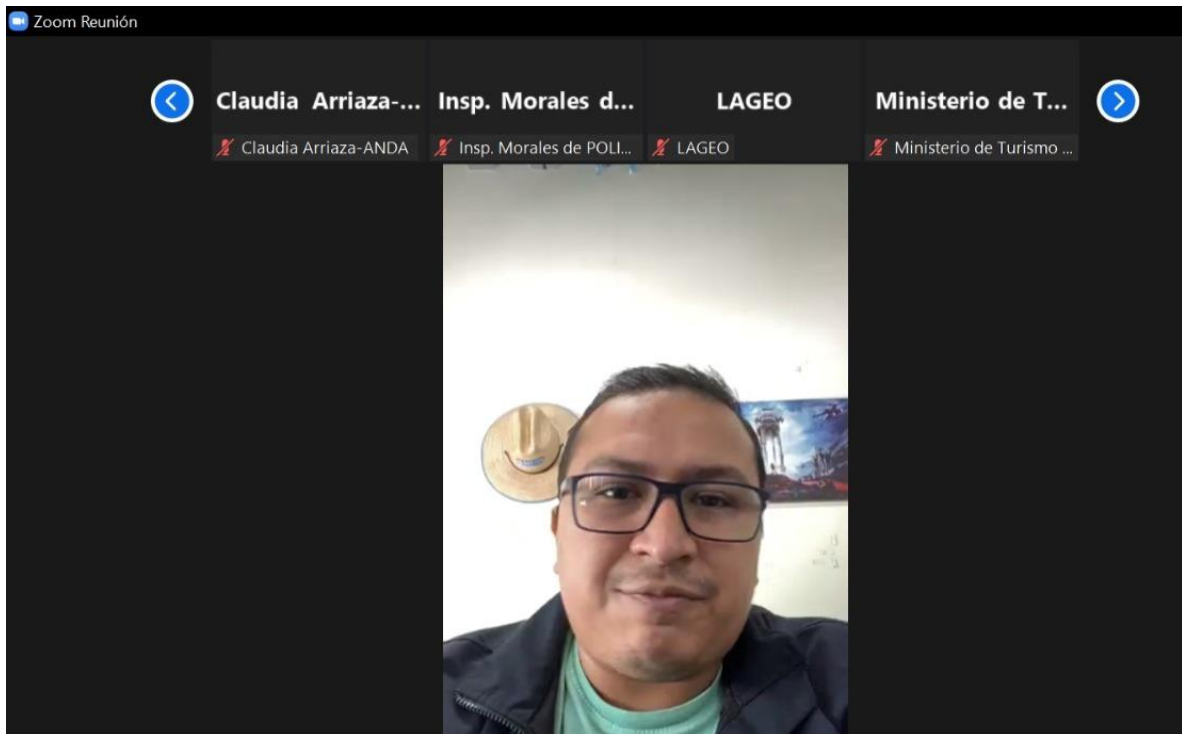 Zoom Reunión
Claudia Arriaza-... Insp. Morales d... LAGEO Ministerio de T...
Claudia Arriaza-ANDA Insp. Morales de POLI... LAGEO Ministerio de Turismo ...